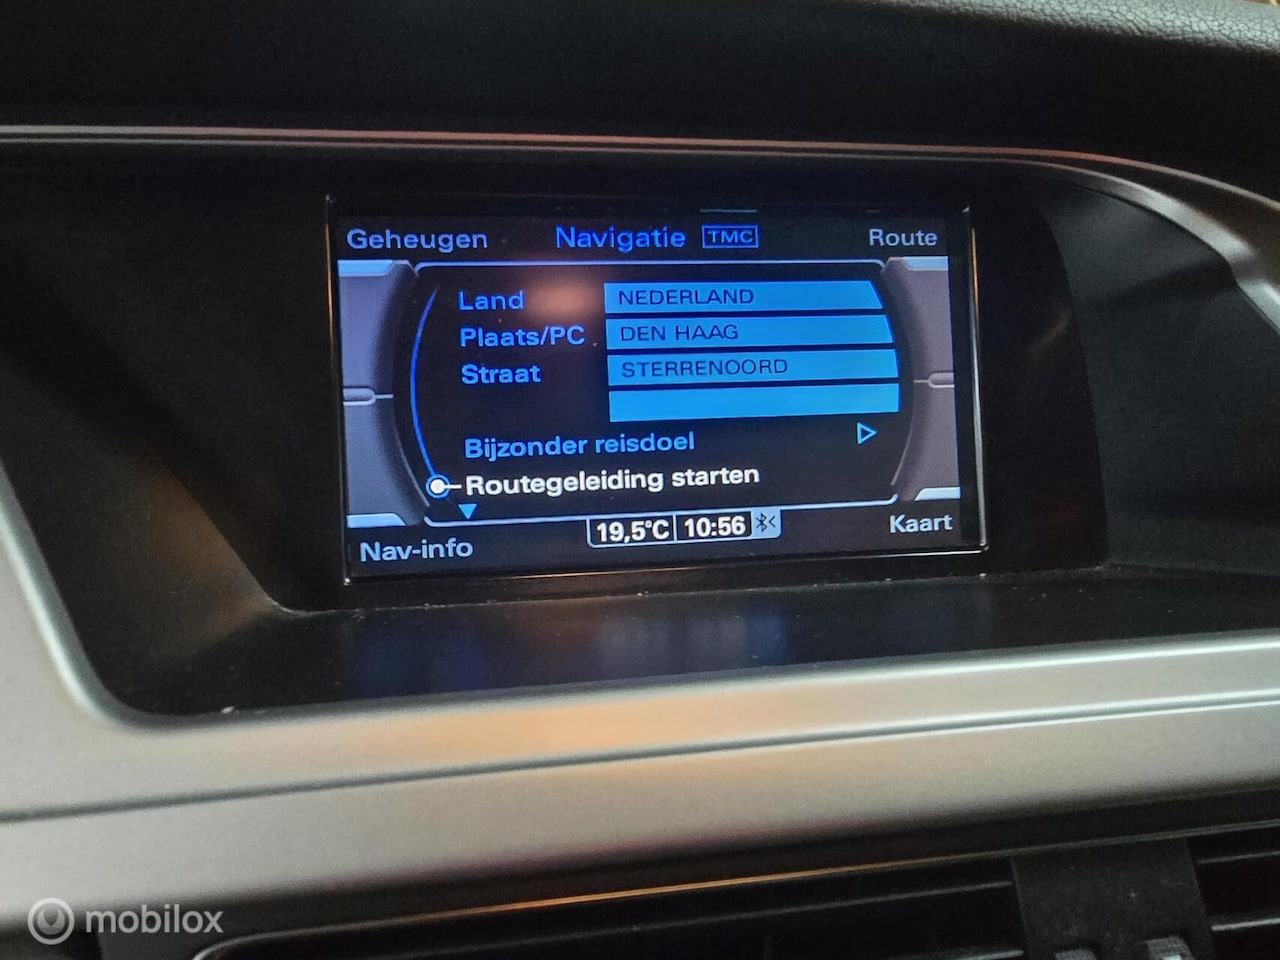 Geheugen Navigatie TMC Route
Land NEDERLAND
Plaats/PC DEN HAAG
Straat STERRENOORD
Bijzonder reisdoel
Routegeleiding starten
19,5°C 10:56
Nav-info Kaart
mobilox